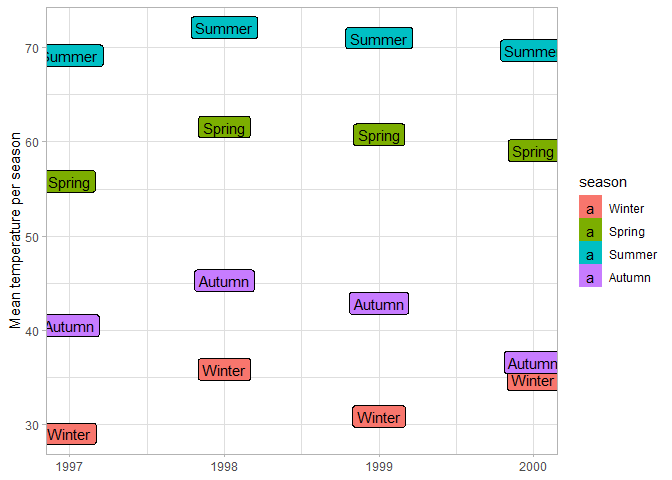 Mean temperature per season
70
60
50
40
30
Summer
Summer
Summer
Summer
Spring
Spring
Spring
Spring
Autumn
Autumn
Autumn
Autumn
Winter
Winter
Winter
Winter
1997
1998
1999
2000
season
a Winter
a Spring
a Summer
a Autumn